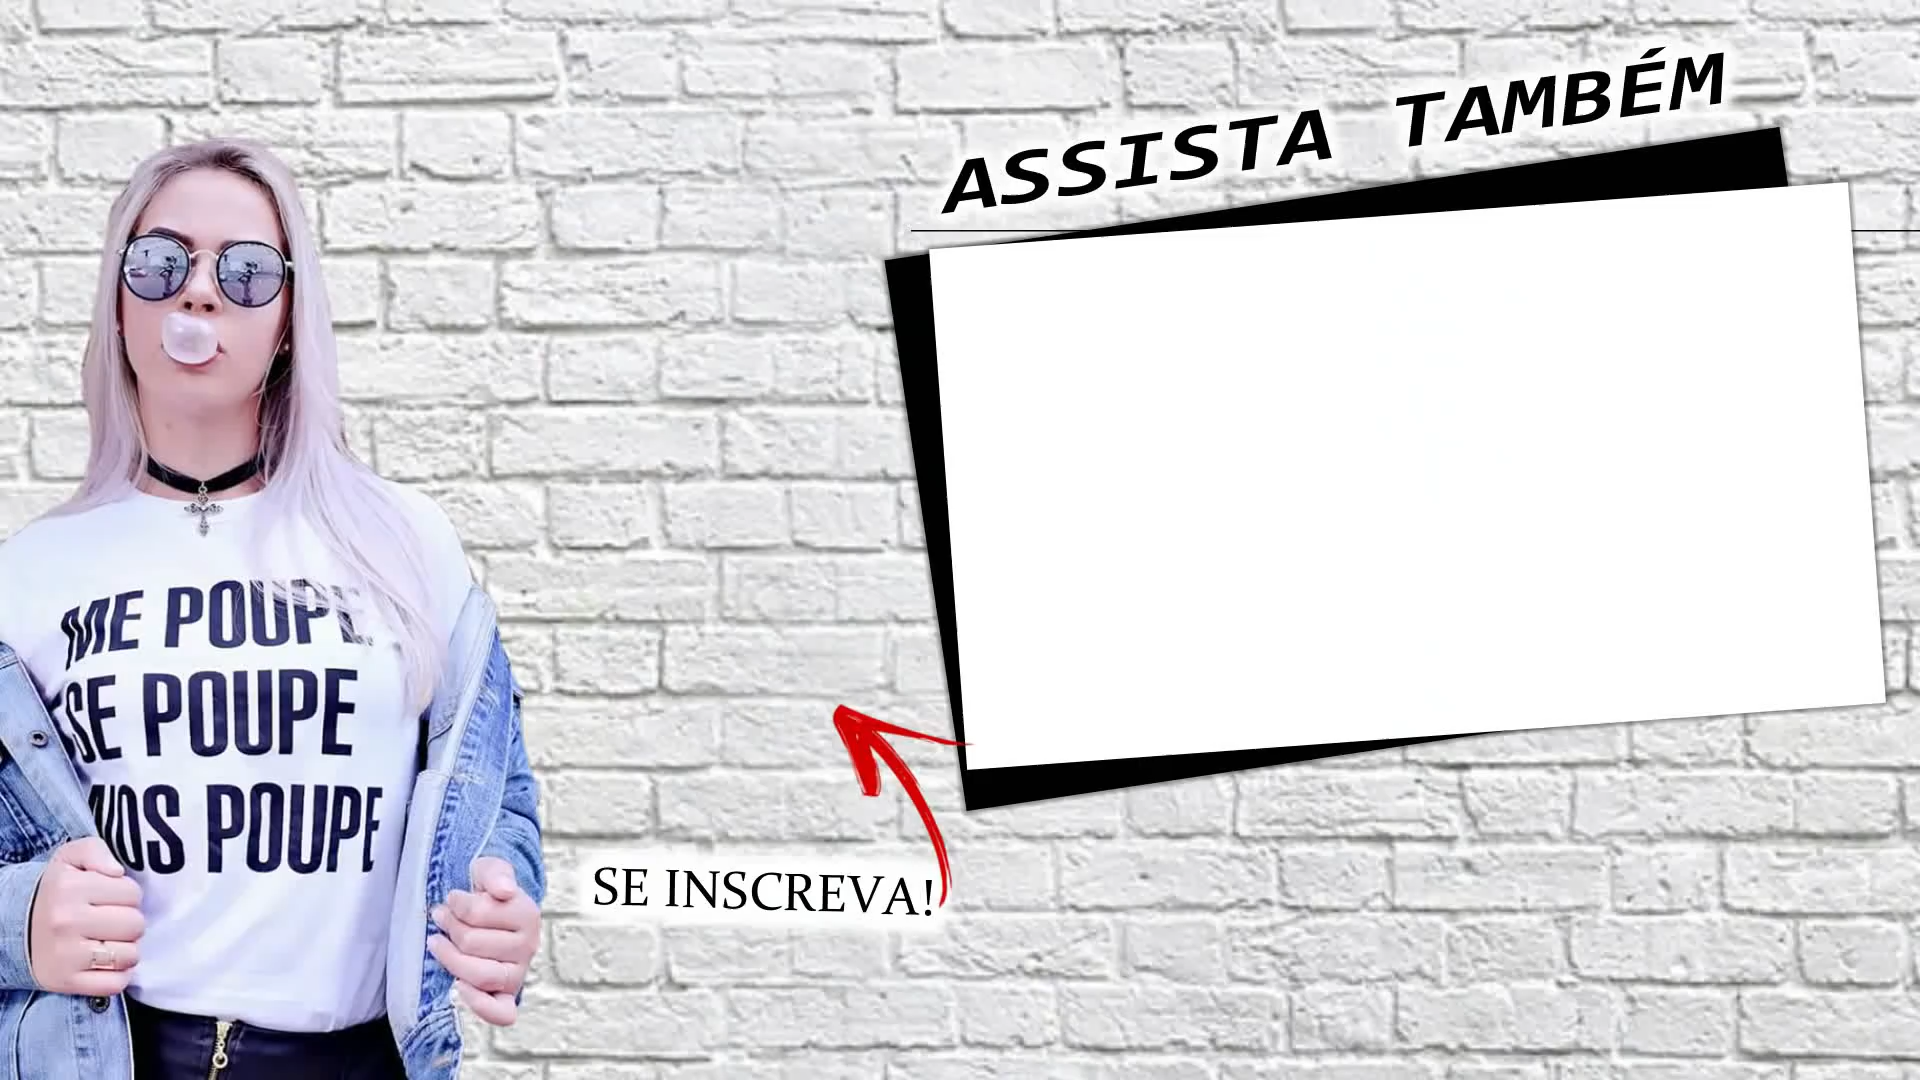 ASSISTA TAMBÉM
ME POUPE
SE POUPE
NOS POUPE
SE INSCREVA!